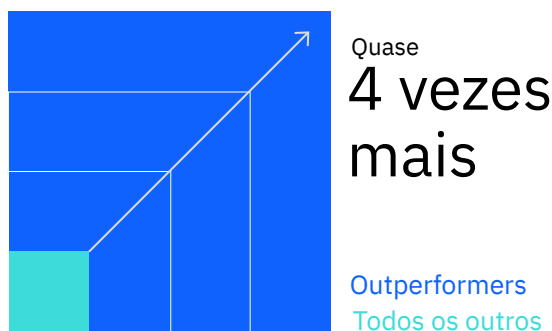 Quase
4 vezes
mais
Outperformers
Todos os outros